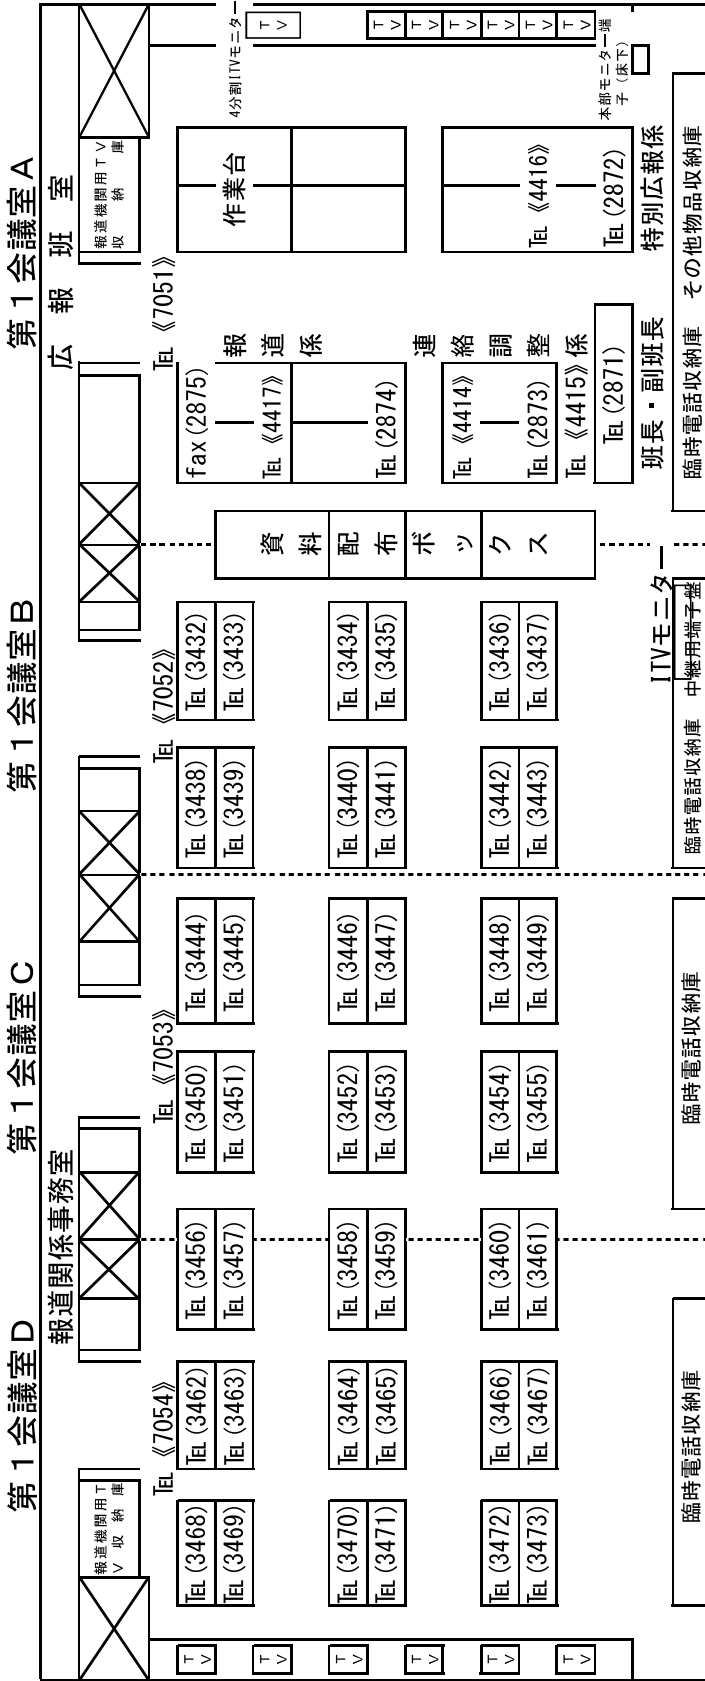 第１会議室Ｄ
第１会議室Ｃ
第１会議室Ｂ
第１会議室Ａ
報道関係事務室
広報班室
報道機関用Ｔ
Ｖ収納庫
報道機関用ＴＶ
収納庫
℡《7054》
℡《7053》
℡《7052》
℡《7051》
４分割ITVモニター
ＴＶ
ＴＶ
ＴＶ
ＴＶ
ＴＶ
ＴＶ
ＴＶ
本部モニター端
子（床下）
℡(3468)
℡(3469)
℡(3470)
℡(3471)
℡(3472)
℡(3473)
℡(3462)
℡(3463)
℡(3464)
℡(3465)
℡(3466)
℡(3467)
℡(3456)
℡(3457)
℡(3458)
℡(3459)
℡(3460)
℡(3461)
℡(3450)
℡(3451)
℡(3452)
℡(3453)
℡(3454)
℡(3455)
℡(3444)
℡(3445)
℡(3446)
℡(3447)
℡(3448)
℡(3449)
℡(3438)
℡(3439)
℡(3440)
℡(3441)
℡(3442)
℡(3443)
℡(3432)
℡(3433)
℡(3434)
℡(3435)
℡(3436)
℡(3437)
資料配布ボックス
fax(2875)
℡《4417》
℡(2874)
報道係
℡《4414》
℡(2873)
℡《4415》
連絡調整係
℡(2871)
班長・副班長
作業台
℡《4416》
℡(2872)
特別広報係
ITVモニター
中継用端子盤
臨時電話収納庫
臨時電話収納庫
臨時電話収納庫
臨時電話収納庫
その他物品収納庫
ＴＶ
ＴＶ
ＴＶ
ＴＶ
ＴＶ
ＴＶ